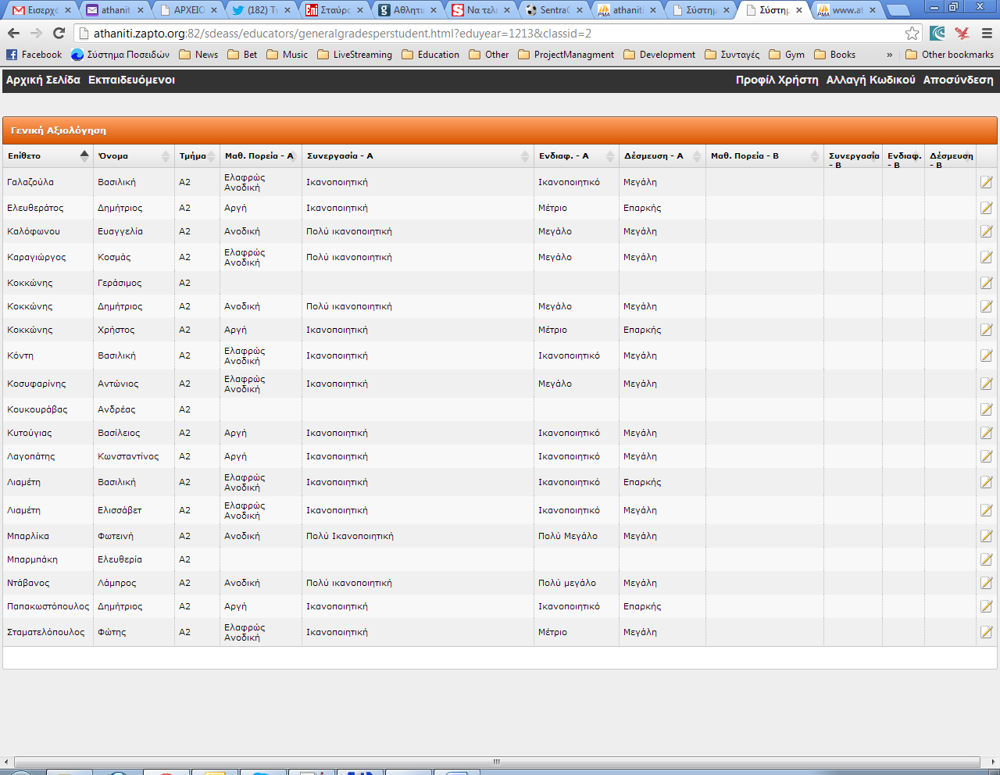 Εισερχό
athanit
ΑΡΧΕΙΟ
(182) Tw
Σταύρο
Αθλητι
Να τελι
SentraG
athaniti
Σύστημ
Σύστημ
www.at
athaniti.zapto.org:82/sdeass/educators/generalgradesperstudent.html?eduyear=1213&classid=2
Facebook Σύστημα Ποσειδών News Bet Music LiveStreaming Education Other ProjectManagment Development Συνταγές Gym Books » Other bookmarks
Αρχική Σελίδα Εκπαιδευόμενοι Προφίλ Χρήστη Αλλαγή Κωδικού Αποσύνδεση
Γενική Αξιολόγηση
Επίθετο Όνομα Τμήμα Μαθ. Πορεία - Α Συνεργασία - Α Ενδιαφ. - Α Δέσμευση - Α Μαθ. Πορεία - Β Συνεργασία - Β Ενδιαφ. - Β Δέσμευση - Β
Γαλαζούλα Βασιλική Α2 Ελαφρώς Ανοδική Ικανοποιητική Ικανοποιητικό Μεγάλη
Ελευθεράτος Δημήτριος Α2 Αργή Ικανοποιητική Μέτριο Επαρκής
Καλόφωνου Ευαγγελία Α2 Ανοδική Πολύ ικανοποιητική Μεγάλο Μεγάλη
Καραγιώργος Κοσμάς Α2 Ελαφρώς Ανοδική Πολύ ικανοποιητική Μεγάλο Μεγάλη
Κοκκώνης Γεράσιμος Α2
Κοκκώνης Δημήτριος Α2 Ανοδική Πολύ ικανοποιητική Μεγάλο Μεγάλη
Κοκκώνης Χρήστος Α2 Αργή Ικανοποιητική Μέτριο Επαρκής
Κόντη Βασιλική Α2 Ελαφρώς Ανοδική Ικανοποιητική Ικανοποιητικό Μεγάλη
Κοσυφαρίνης Αντώνιος Α2 Ελαφρώς Ανοδική Ικανοποιητική Μεγάλο Μεγάλη
Κουκουράβας Ανδρέας Α2
Κυτούγιας Βασίλειος Α2 Αργή Ικανοποιητική Ικανοποιητικό Μεγάλη
Λαγοπάτης Κωνσταντίνος Α2 Αργή Ικανοποιητική Ικανοποιητικό Μεγάλη
Λιαμέτη Βασιλική Α2 Ελαφρώς Ανοδική Ικανοποιητική Ικανοποιητικό Επαρκής
Λιαμέτη Ελισσάβετ Α2 Ελαφρώς Ανοδική Ικανοποιητική Ικανοποιητικό Μεγάλη
Μπαρλίκα Φωτεινή Α2 Ανοδική Πολύ Ικανοποιητική Πολύ Μεγάλο Μεγάλη
Μπαρμπάκη Ελευθερία Α2
Ντάβανος Λάμπρος Α2 Ανοδική Πολύ ικανοποιητική Πολύ μεγάλο Μεγάλη
Παπακωστόπουλος Δημήτριος Α2 Αργή Ικανοποιητική Ικανοποιητικό Επαρκής
Σταματελόπουλος Φώτης Α2 Ελαφρώς Ανοδική Ικανοποιητική Μέτριο Μεγάλη